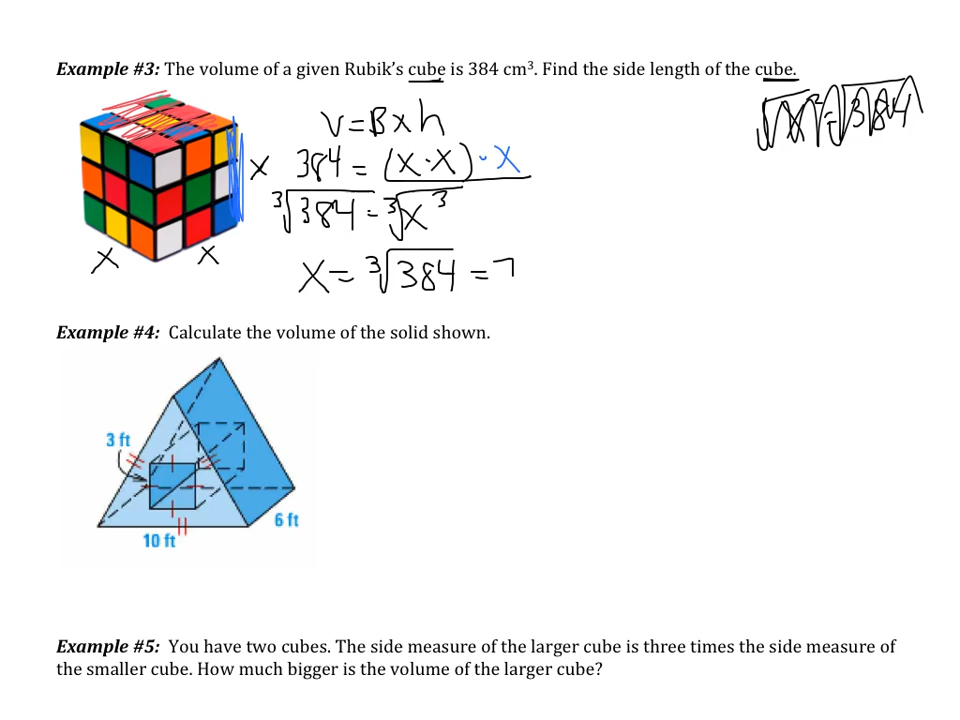 Example #3: The volume of a given Rubik's cube is 384 cm³. Find the side length of the cube.
V=B×h
x 384 = (x·x)·x
³√384 = ³√x³
x x
x = ³√384 = 7
Example #4: Calculate the volume of the solid shown.
3 ft
6 ft
10 ft
Example #5: You have two cubes. The side measure of the larger cube is three times the side measure of
the smaller cube. How much bigger is the volume of the larger cube?